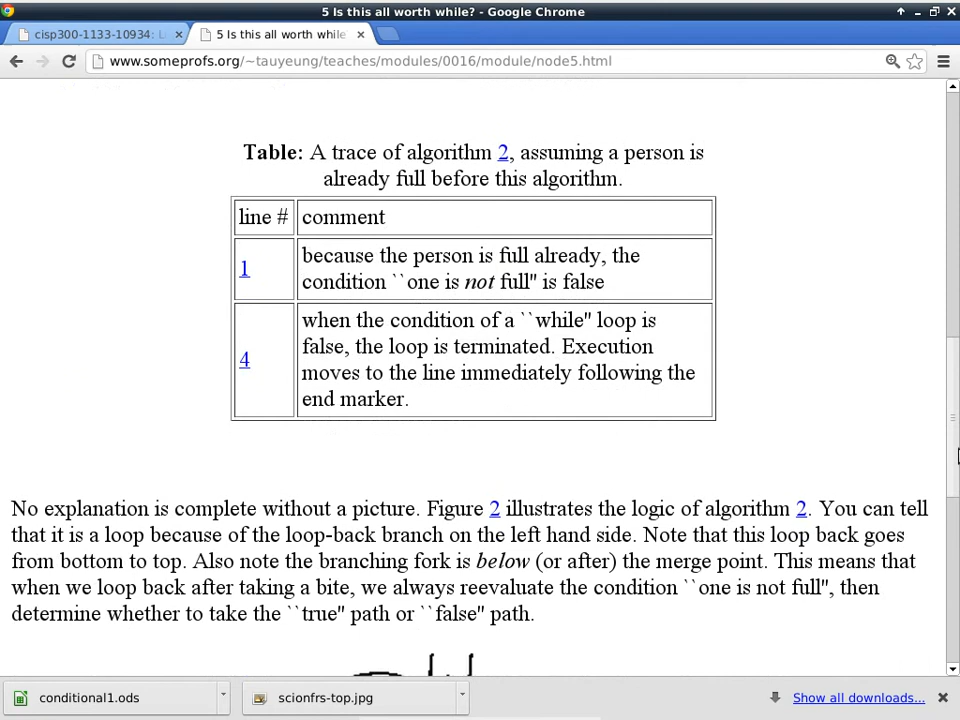 5 Is this all worth while? - Google Chrome
cisp300-1133-10934: L
5 Is this all worth while
www.someprofs.org/~tauyeung/teaches/modules/0016/module/node5.html
Table: A trace of algorithm 2, assuming a person is
already full before this algorithm.
line # comment
because the person is full already, the
1
condition ``one is not full'' is false
when the condition of a ``while'' loop is
false, the loop is terminated. Execution
4
moves to the line immediately following the
end marker.
No explanation is complete without a picture. Figure 2 illustrates the logic of algorithm 2. You can tell
that it is a loop because of the loop-back branch on the left hand side. Note that this loop back goes
from bottom to top. Also note the branching fork is below (or after) the merge point. This means that
when we loop back after taking a bite, we always reevaluate the condition ``one is not full'', then
determine whether to take the ``true'' path or ``false'' path.
conditional1.ods
scionfrs-top.jpg
Show all downloads...